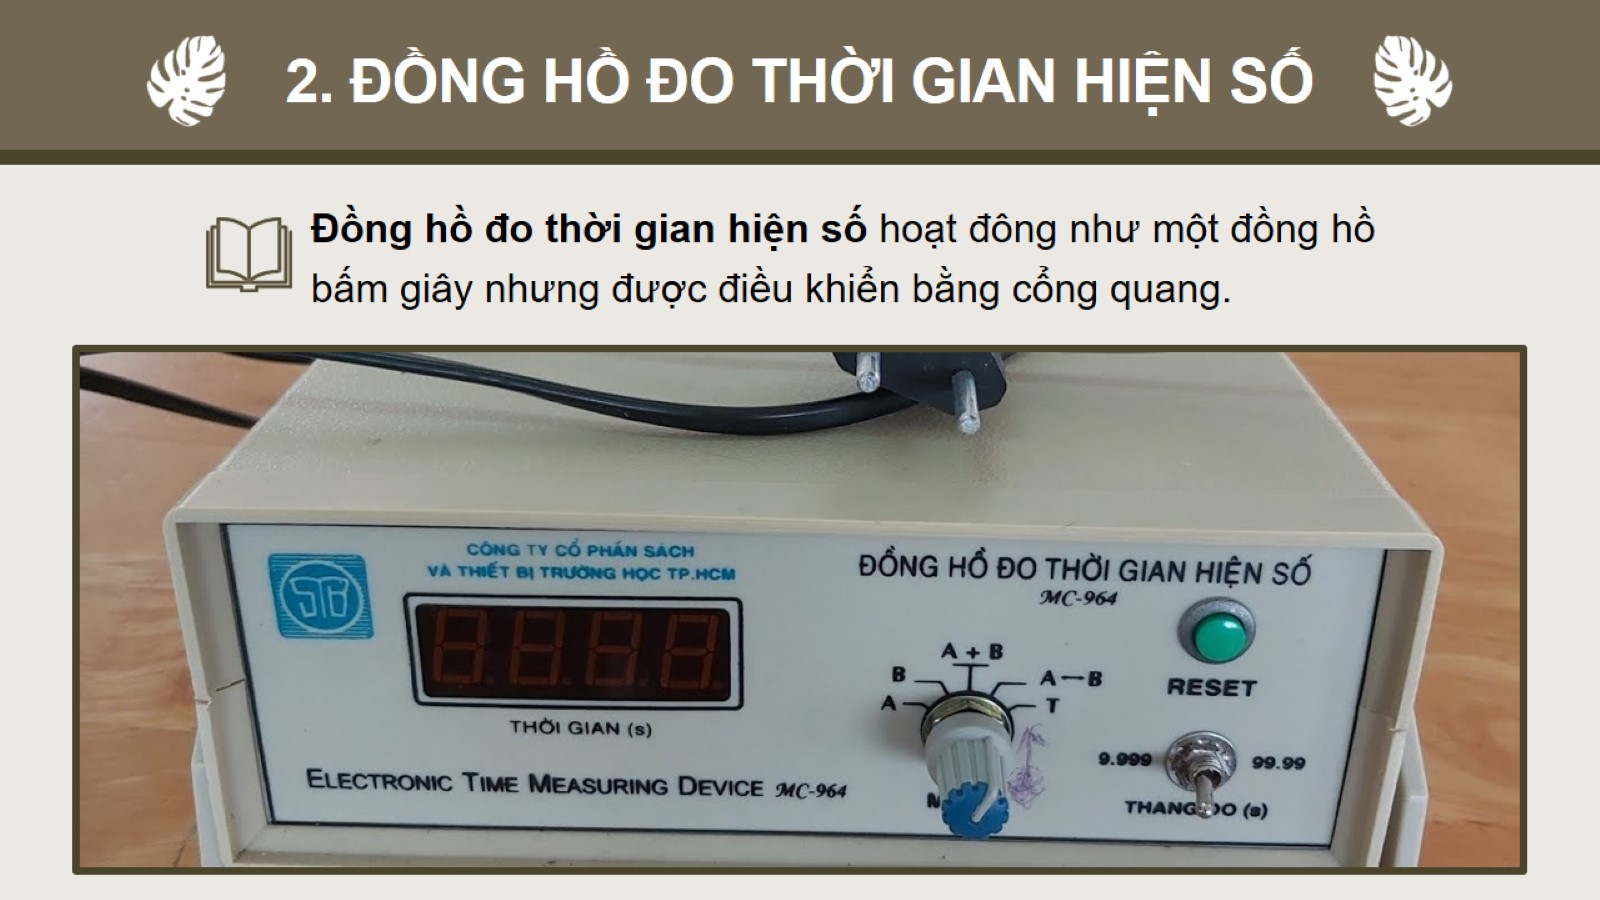 2. ĐỒNG HỒ ĐO THỜI GIAN HIỆN SỐ
Đồng hồ đo thời gian hiện số hoạt đông như một đồng hồ
bấm giây nhưng được điều khiển bằng cổng quang.
CÔNG TY CỔ PHẦN SÁCH
VÀ THIẾT BỊ TRƯỜNG HỌC TP.HCM
THỜI GIAN (s)
ELECTRONIC TIME MEASURING DEVICE MC-964
ĐỒNG HỒ ĐO THỜI GIAN HIỆN SỐ
MC-964
A + B
B
A—B
A
T
RESET
9.999
99.99
THANG ĐO (s)